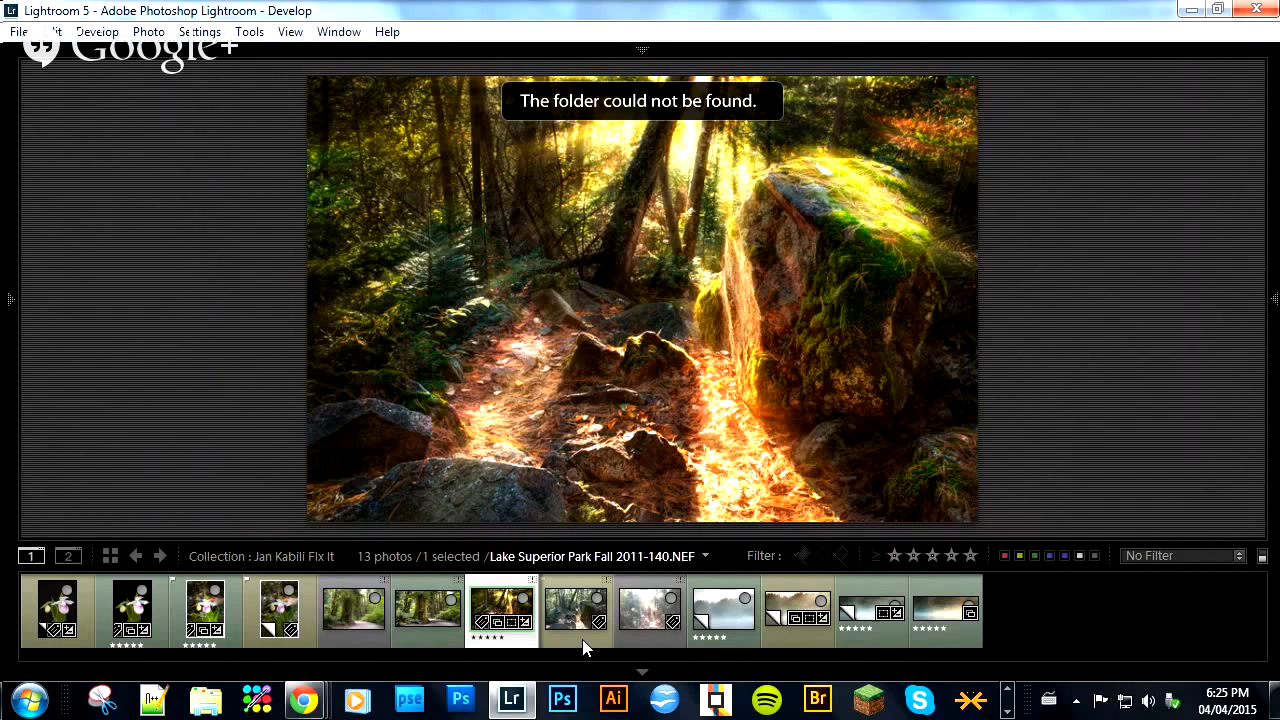 Lr Lightroom 5 - Adobe Photoshop Lightroom - Develop
File Edit Develop Photo Settings Tools View Window Help
Google+
The folder could not be found.
1 2 Collection : Jan Kabili Fix It 13 photos / 1 selected / Lake Superior Park Fall 2011-140.NEF Filter : No Filter
n++ pse Ps Lr Ps Ai Br S
6:25 PM
04/04/2015